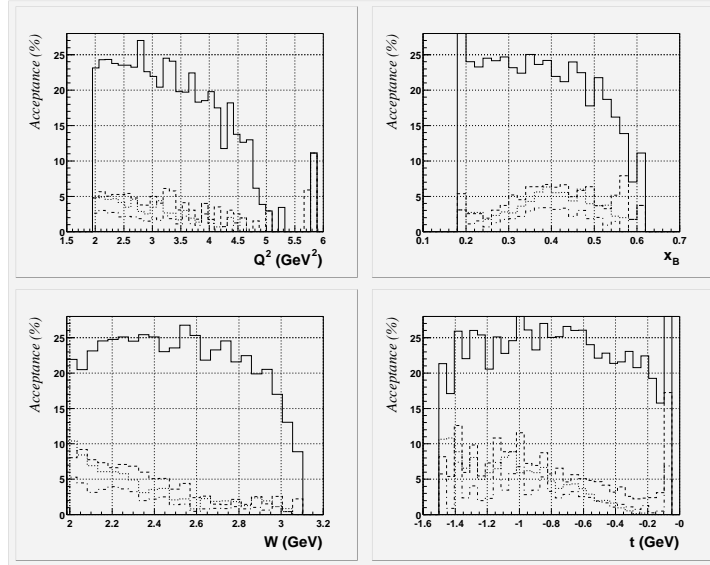 Acceptance (%)
25
20
15
10
5
0
1.5 2 2.5 3 3.5 4 4.5 5 5.5 6
Q² (GeV²)
Acceptance (%)
25
20
15
10
5
0
0.1 0.2 0.3 0.4 0.5 0.6 0.7
x_B
Acceptance (%)
25
20
15
10
5
0
2 2.2 2.4 2.6 2.8 3 3.2
W (GeV)
Acceptance (%)
25
20
15
10
5
0
-1.6 -1.4 -1.2 -1 -0.8 -0.6 -0.4 -0.2 -0
t (GeV)